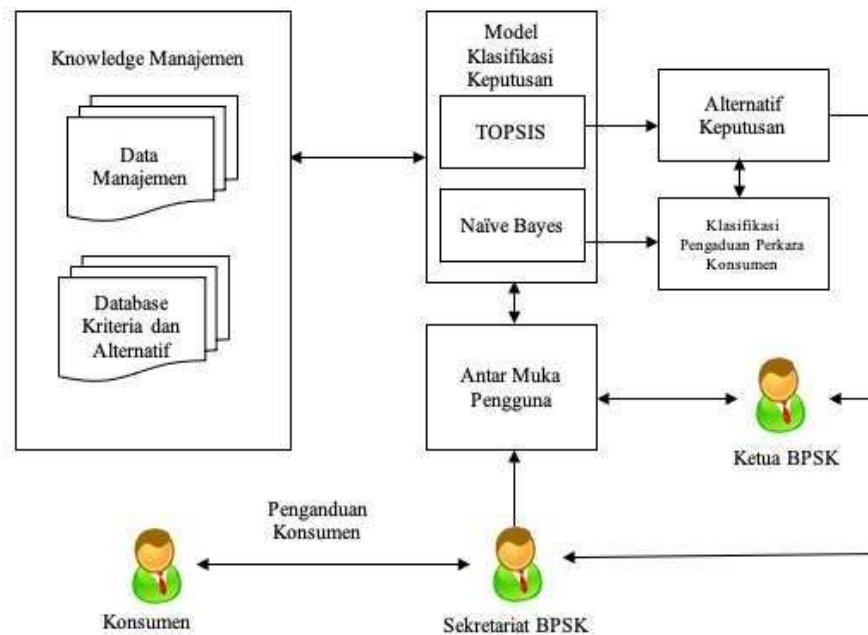 Knowledge Manajemen
Data
Manajemen
Database
Kriteria dan
Alternatif
Model
Klasifikasi
Keputusan
TOPSIS
Naïve Bayes
Alternatif
Keputusan
Klasifikasi
Pengaduan Perkara
Konsumen
Antar Muka
Pengguna
Ketua BPSK
Penganduan
Konsumen
Konsumen
Sekretariat BPSK